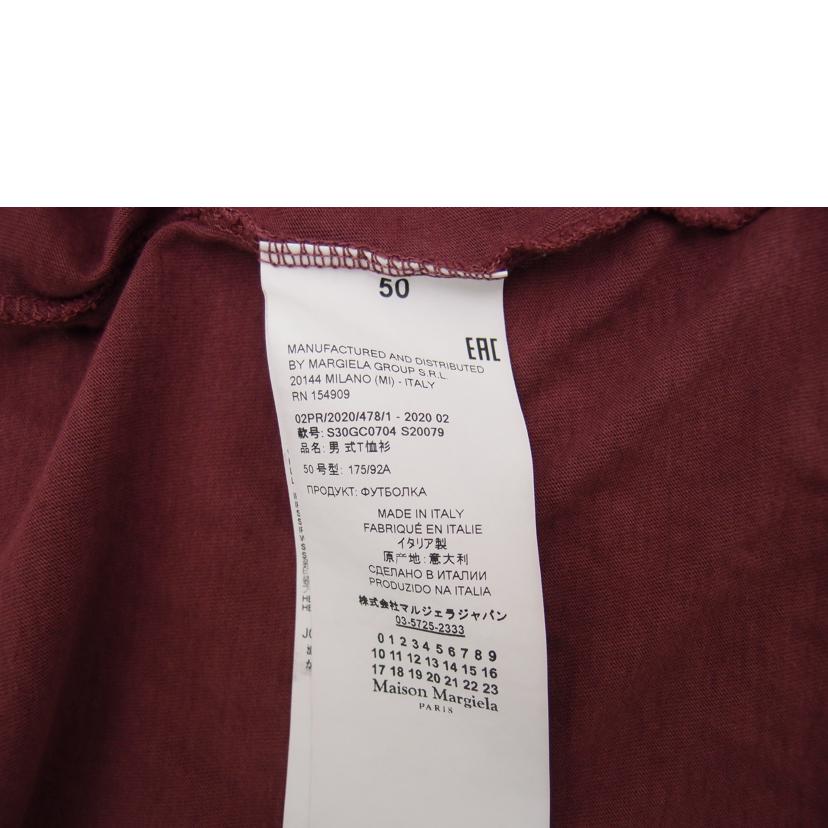 50
EAC
MANUFACTURED AND DISTRIBUTED
BY MARGIELA GROUP S.R.L.
20144 MILANO (MI) - ITALY
RN 154909
02PR/2020/478/1 - 2020 02
款号: S30GC0704 S20079
品名: 男 式T恤衫
50 号型: 175/92A
ПРОДУКТ: ФУТБОЛКА
MADE IN ITALY
FABRIQUÉ EN ITALIE
イタリア製
原产地: 意大利
СДЕЛАНО В ИТАЛИИ
PRODUZIDO NA ITALIA
株式会社マルジェラジャパン
03-5725-2333
0 1 2 3 4 5 6 7 8 9
10 11 12 13 14 15 16
17 18 19 20 21 22 23
Maison Margiela
PARIS